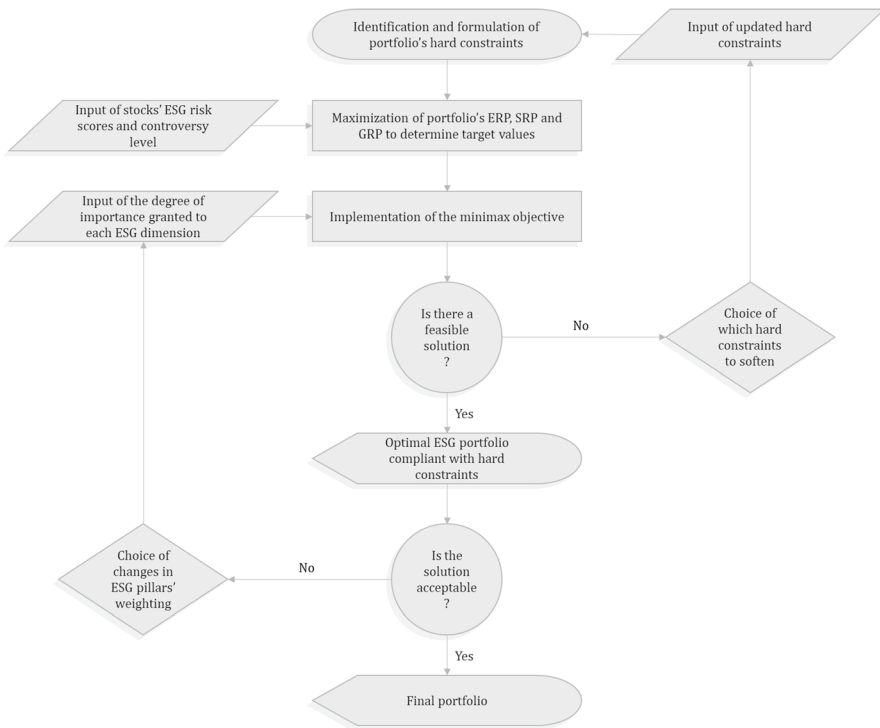 Identification and formulation of
portfolio's hard constraints
Input of updated hard
constraints
Input of stocks' ESG risk
scores and controversy
level
Maximization of portfolio's ERP, SRP and
GRP to determine target values
Input of the degree of
importance granted to
each ESG dimension
Implementation of the minimax objective
Is there a
feasible
solution
?
No
Choice of
which hard
constraints
to soften
Yes
Optimal ESG portfolio
compliant with hard
constraints
Choice of
changes in
ESG pillars'
weighting
No
Is the
solution
acceptable
?
Yes
Final portfolio